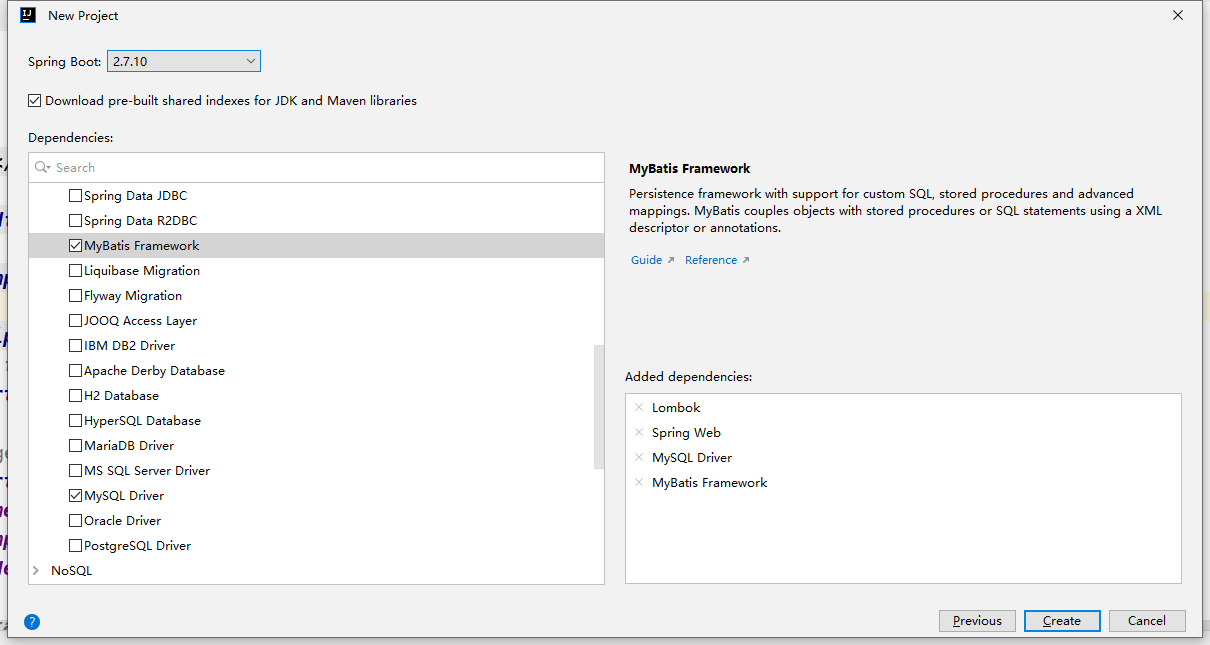 New Project
Spring Boot: 2.7.10
Download pre-built shared indexes for JDK and Maven libraries
Dependencies:
Search
Spring Data JDBC
Spring Data R2DBC
MyBatis Framework
Liquibase Migration
Flyway Migration
JOOQ Access Layer
IBM DB2 Driver
Apache Derby Database
H2 Database
HyperSQL Database
MariaDB Driver
MS SQL Server Driver
MySQL Driver
Oracle Driver
PostgreSQL Driver
NoSQL
MyBatis Framework
Persistence framework with support for custom SQL, stored procedures and advanced
mappings. MyBatis couples objects with stored procedures or SQL statements using a XML
descriptor or annotations.
Guide Reference
Added dependencies:
Lombok
Spring Web
MySQL Driver
MyBatis Framework
?
Previous Create Cancel